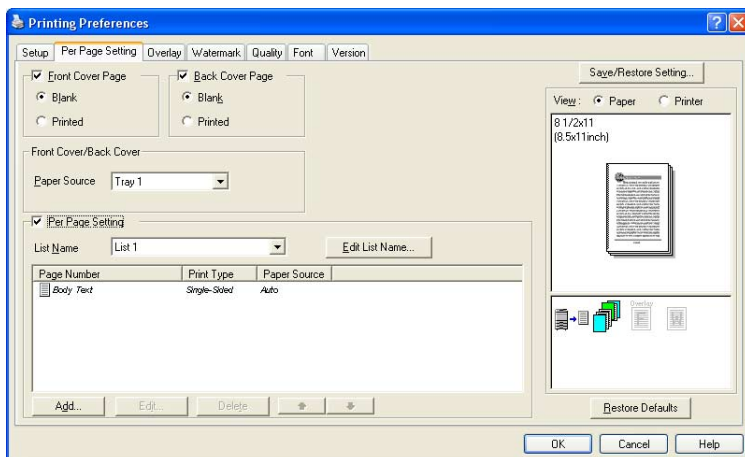 Printing Preferences
Setup Per Page Setting Overlay Watermark Quality Font Version
Front Cover Page
Blank
Printed
Back Cover Page
Blank
Printed
Front Cover/Back Cover
Paper Source Tray 1
Per Page Setting
List Name List 1 Edit List Name...
Page Number Print Type Paper Source
Body Text Single-Sided Auto
Add... Edit... Delete
Save/Restore Setting...
View : Paper Printer
8 1/2x11
(8.5x11inch)
Overlay
Restore Defaults
OK Cancel Help